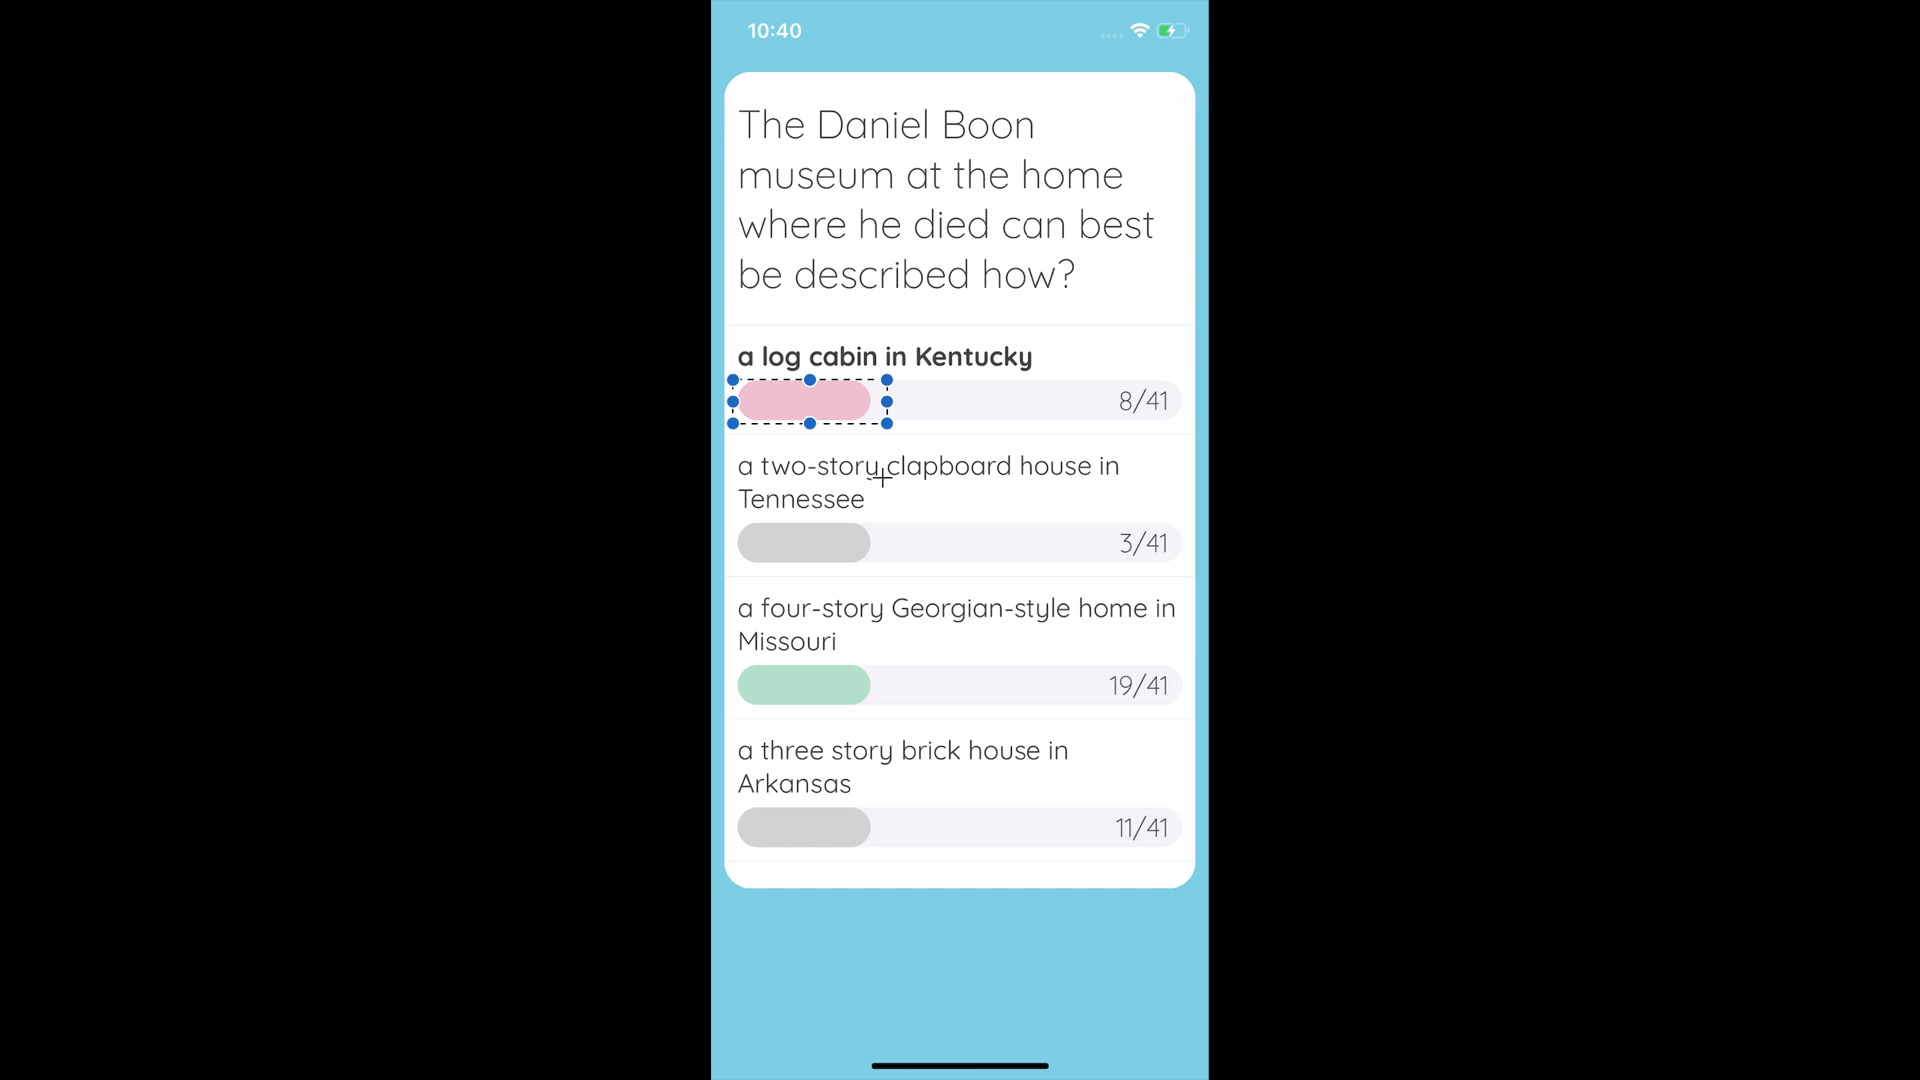 10:40
The Daniel Boon
museum at the home
where he died can best
be described how?
a log cabin in Kentucky
8/41
a two-story clapboard house in
Tennessee
3/41
a four-story Georgian-style home in
Missouri
19/41
a three story brick house in
Arkansas
11/41